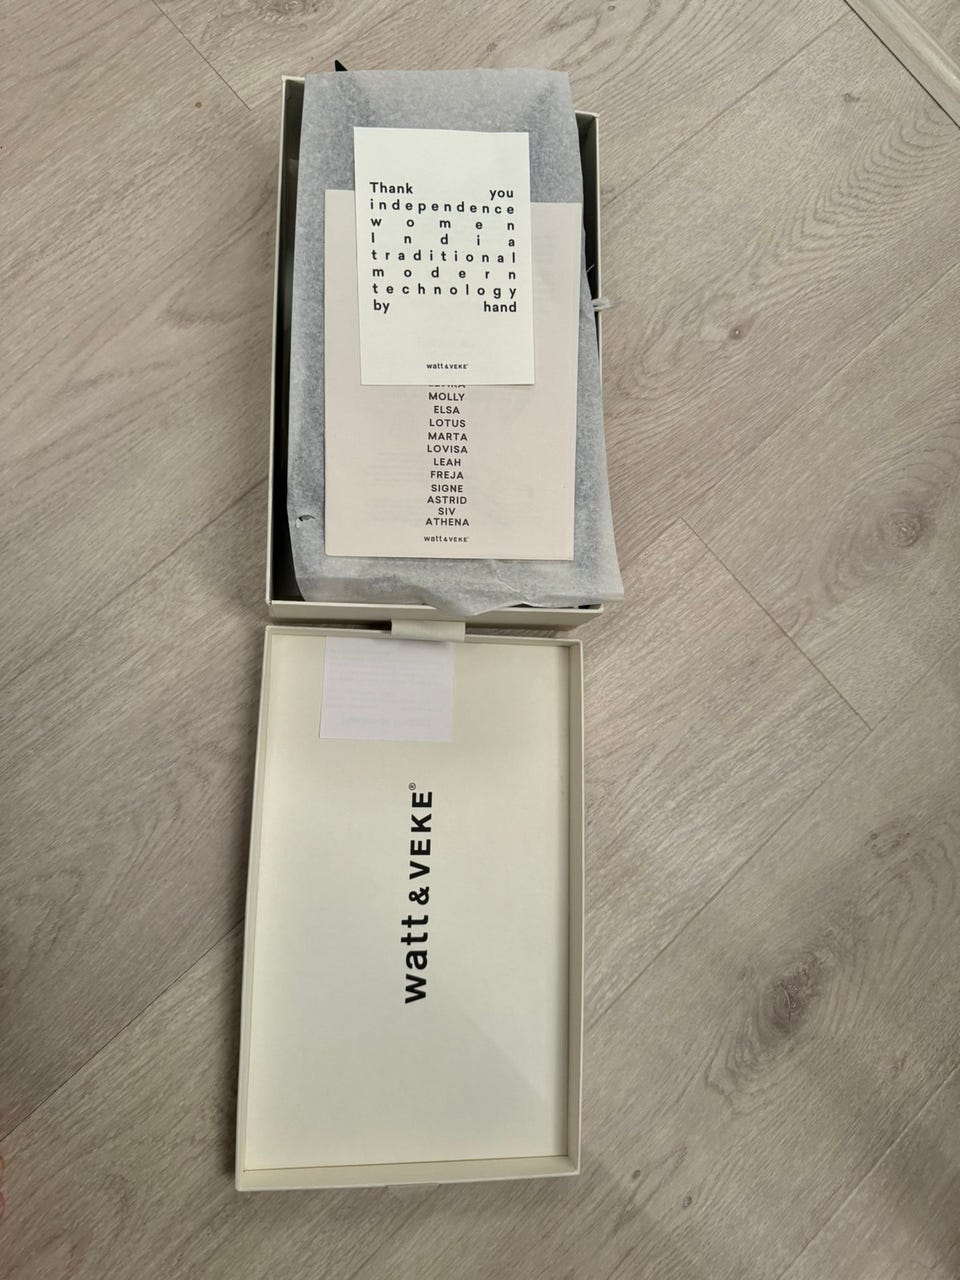 Thank you
independence
women
India
traditional
modern
technology
by hand
watt & VEKE®
MOLLY
ELSA
LOTUS
MARTA
LOVISA
LEAH
FREJA
SIGNE
ASTRID
SIV
ATHENA
watt & VEKE®
watt & VEKE®